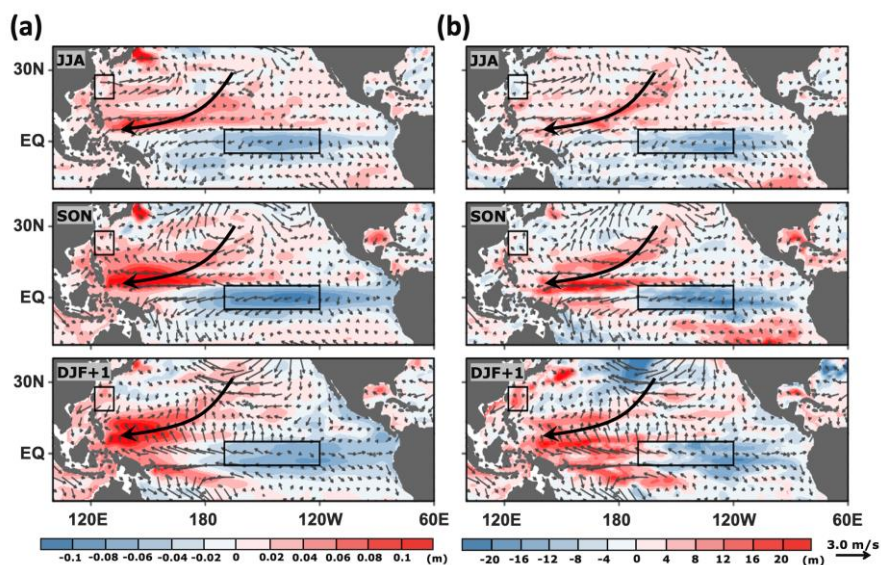 (a) (b)
JJA JJA
30N
EQ
SON SON
30N
EQ
DJF+1 DJF+1
30N
EQ
120E 180 120W 60E 120E 180 120W 60E
-0.1 -0.08 -0.06 -0.04 -0.02 0 0.02 0.04 0.06 0.08 0.1 (m) -20 -16 -12 -8 -4 0 4 8 12 16 20 (m) 3.0 m/s